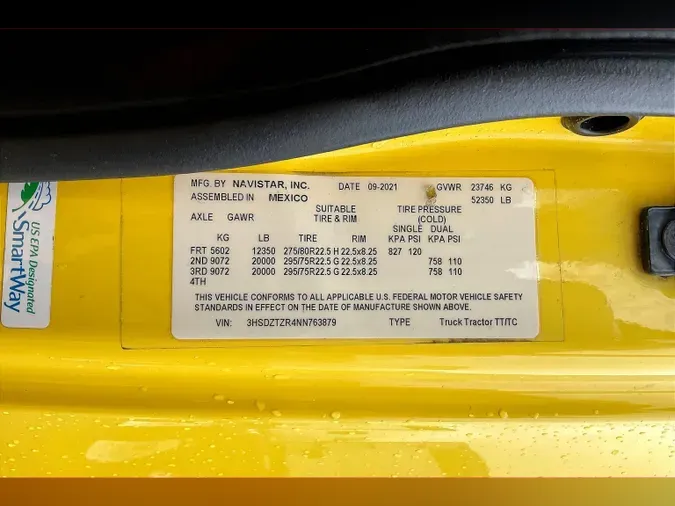 MFG. BY NAVISTAR, INC. DATE 09-2021 GVWR 23746 KG
ASSEMBLED IN MEXICO 52350 LB
SUITABLE TIRE PRESSURE
AXLE GAWR TIRE & RIM (COLD)
SINGLE DUAL
KG LB TIRE RIM KPA PSI KPA PSI
FRT 5602 12350 275/80R22.5 H 22.5x8.25 827 120
2ND 9072 20000 295/75R22.5 G 22.5x8.25 758 110
3RD 9072 20000 295/75R22.5 G 22.5x8.25 758 110
4TH
THIS VEHICLE CONFORMS TO ALL APPLICABLE U.S. FEDERAL MOTOR VEHICLE SAFETY
STANDARDS IN EFFECT ON THE DATE OF MANUFACTURE SHOWN ABOVE.
VIN: 3HSDZTZR4NN763879 TYPE Truck Tractor TT/TC
US EPA Designated
SmartWay